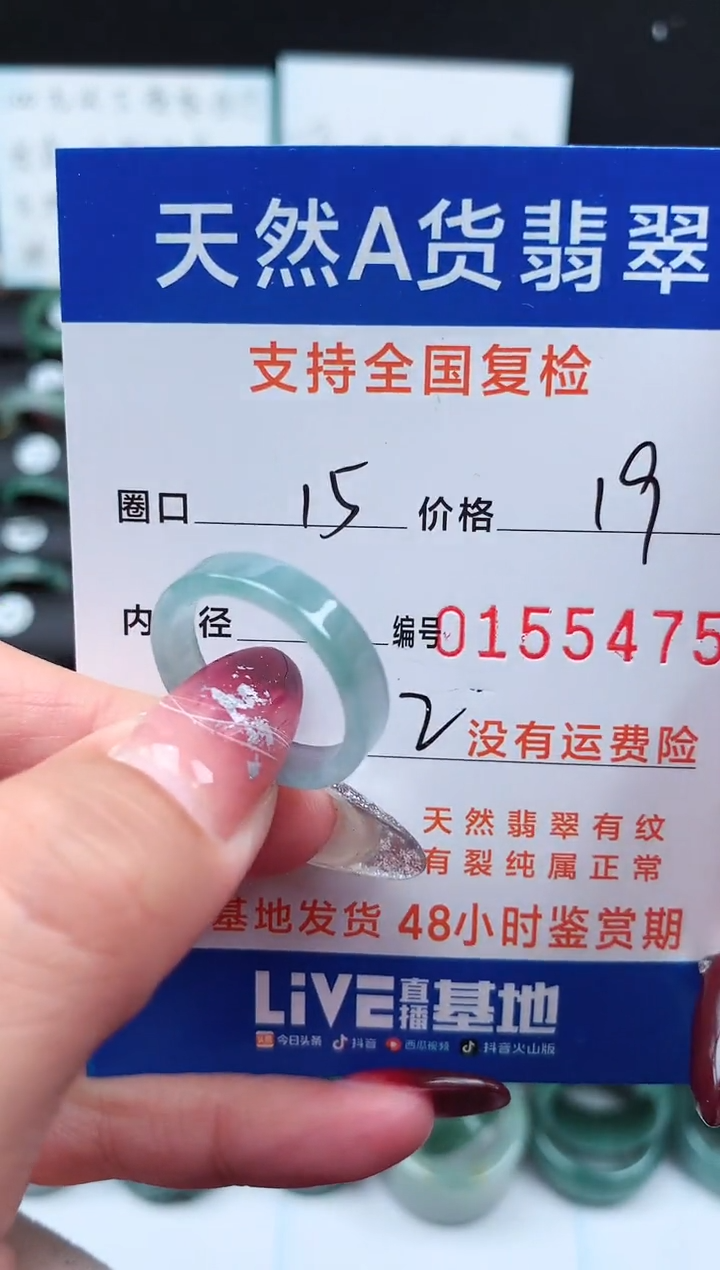 天然A货翡翠
支持全国复检
圈口 15 价格 19
内径 编号 0155475
2 没有运费险
天然翡翠有纹
有裂纯属正常
基地发货 48小时鉴赏期
LiVE直播基地
今日头条 抖音 西瓜视频 抖音火山版